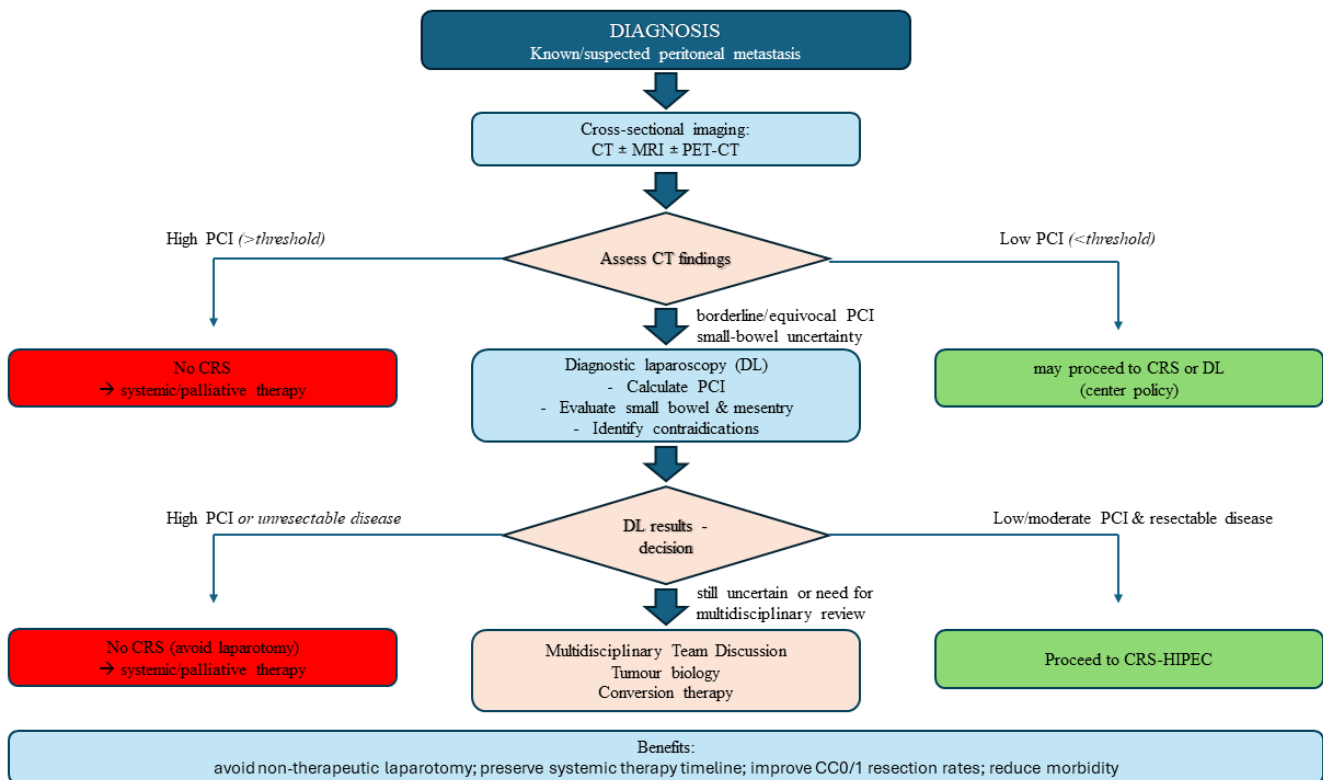 DIAGNOSIS
Known/suspected peritoneal metastasis
Cross-sectional imaging:
CT ± MRI ± PET-CT
High PCI (>threshold)
Low PCI (<threshold)
Assess CT findings
borderline/equivocal PCI
small-bowel uncertainty
No CRS
→ systemic/palliative therapy
Diagnostic laparoscopy (DL)
- Calculate PCI
- Evaluate small bowel & mesentry
- Identify contraidications
may proceed to CRS or DL
(center policy)
High PCI or unresectable disease
Low/moderate PCI & resectable disease
DL results -
decision
still uncertain or need for
multidisciplinary review
No CRS (avoid laparotomy)
→ systemic/palliative therapy
Multidisciplinary Team Discussion
Tumour biology
Conversion therapy
Proceed to CRS-HIPEC
Benefits:
avoid non-therapeutic laparotomy; preserve systemic therapy timeline; improve CC0/1 resection rates; reduce morbidity